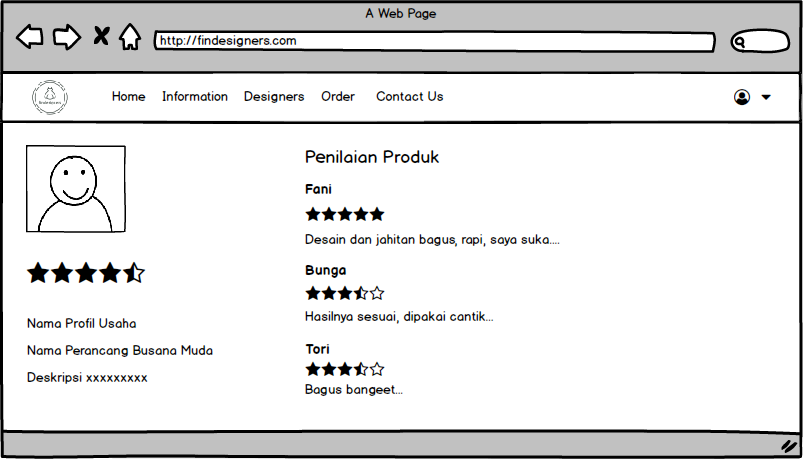 A Web Page
http://findesigners.com
Home Information Designers Order Contact Us
Penilaian Produk
Fani
Desain dan jahitan bagus, rapi, saya suka....
Bunga
Hasilnya sesuai, dipakai cantik...
Tori
Bagus bangeet...
Nama Profil Usaha
Nama Perancang Busana Muda
Deskripsi xxxxxxxxx